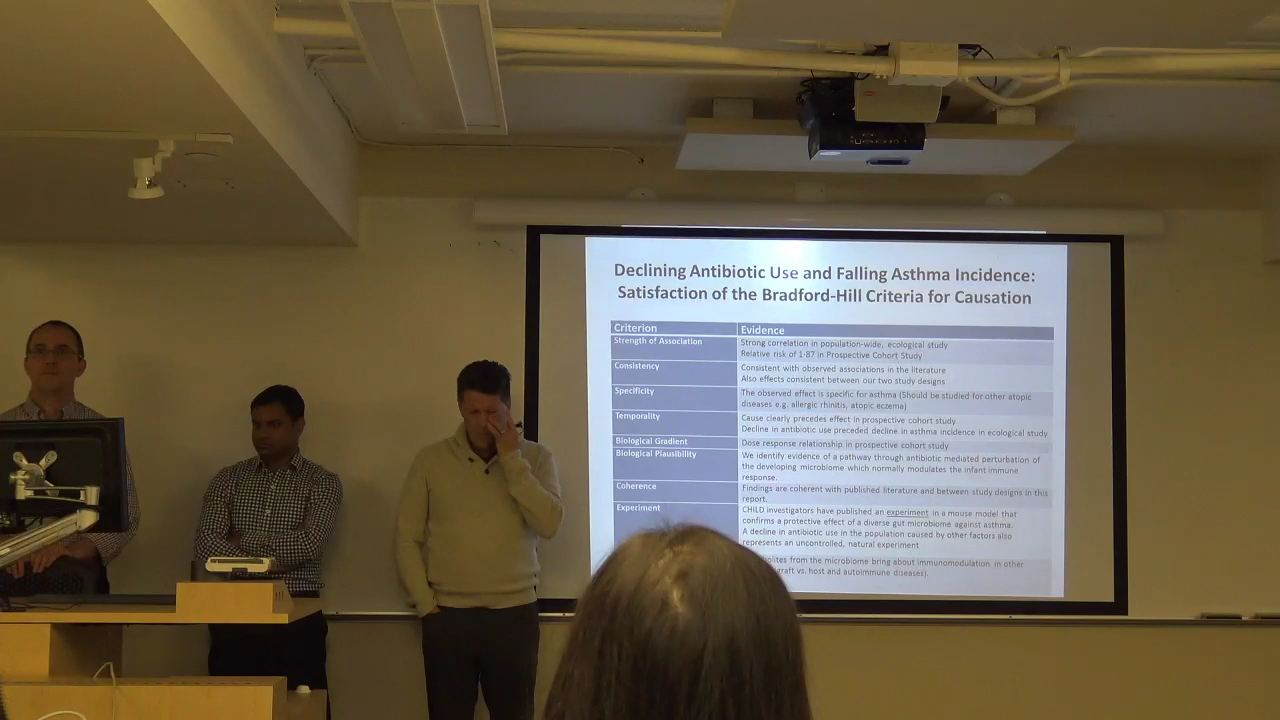 Declining Antibiotic Use and Falling Asthma Incidence:
Satisfaction of the Bradford-Hill Criteria for Causation
Criterion
Evidence
Strength of Association
Strong correlation in population-wide, ecological study
Relative risk of 1·87 in Prospective Cohort Study
Consistency
Consistent with observed associations in the literature
Also effects consistent between our two study designs
Specificity
The observed effect is specific for asthma (Should be studied for other atopic
diseases e.g. allergic rhinitis, atopic eczema)
Temporality
Cause clearly precedes effect in prospective cohort study
Decline in antibiotic use preceded decline in asthma incidence in ecological study
Biological Gradient
Dose response relationship in prospective cohort study
Biological Plausibility
We identify evidence of a pathway through antibiotic mediated perturbation of
the developing microbiome which normally modulates the infant immune
response.
Coherence
Findings are coherent with published literature and between study designs in this
report.
Experiment
CHILD investigators have published an experiment in a mouse model that
confirms a protective effect of a diverse gut microbiome against asthma.
A decline in antibiotic use in the population caused by other factors also
represents an uncontrolled, natural experiment
from the microbiome bring about immunomodulation in other
vs. host and autoimmune diseases).